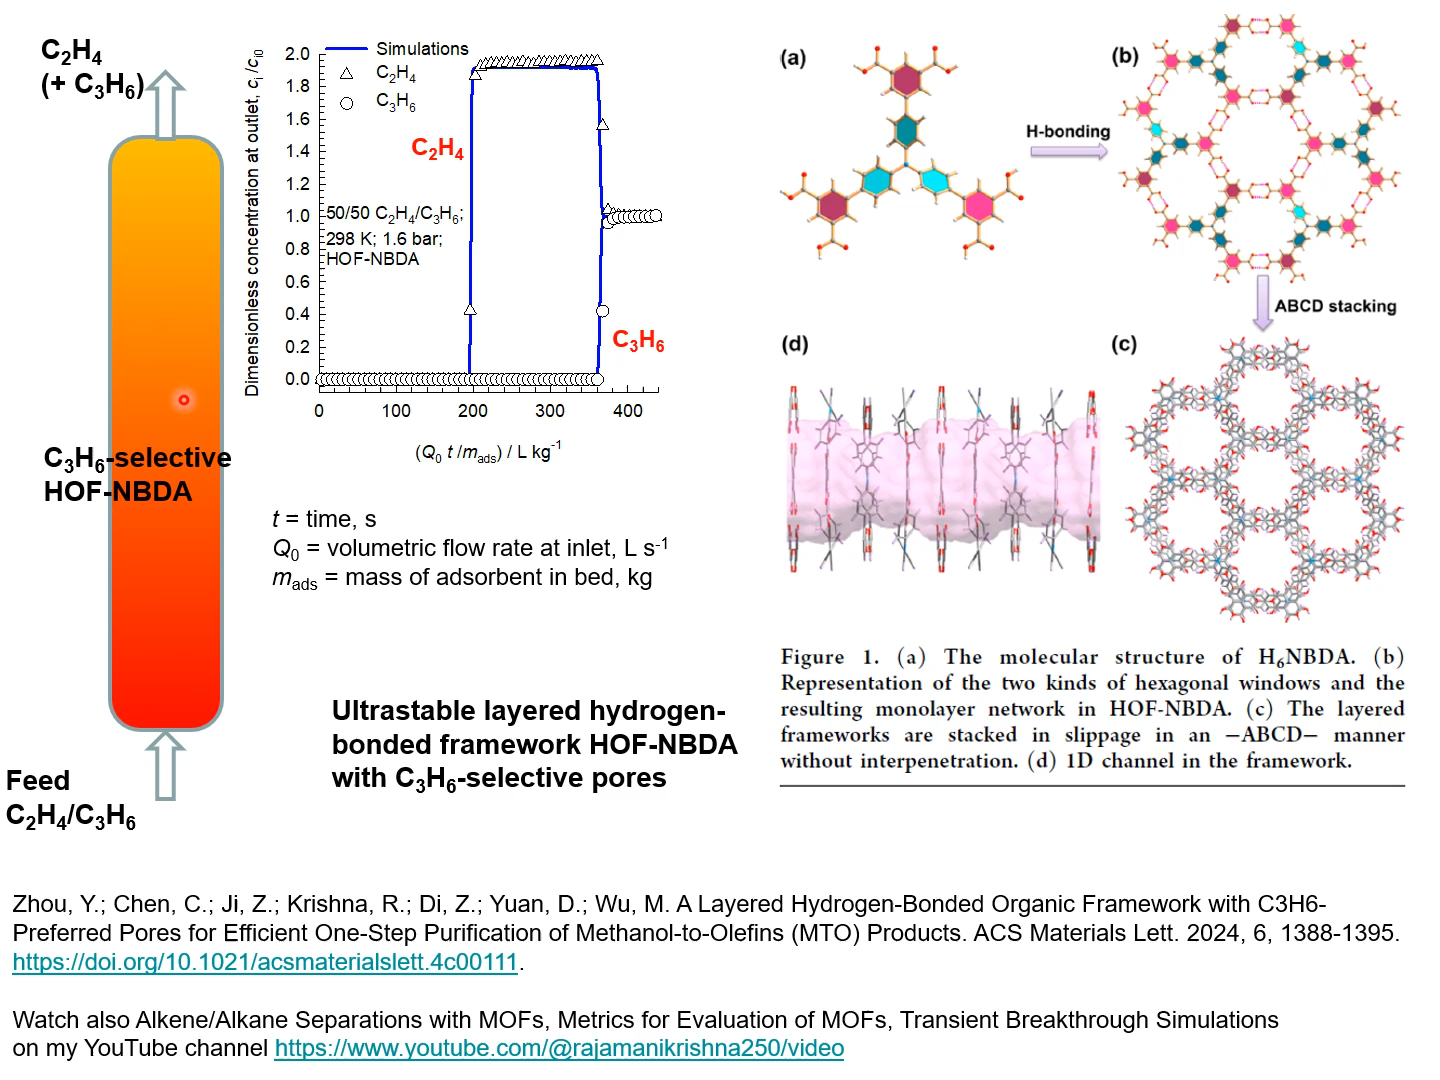 C₂H₄
(+ C₃H₆)
C₃H₆-selective
HOF-NBDA
Feed
C₂H₄/C₃H₆
Dimensionless concentration at outlet, cᵢ /cᵢ₀
2.0
1.8
1.6
1.4
1.2
1.0
0.8
0.6
0.4
0.2
0.0
Simulations
C₂H₄
C₃H₆
C₂H₄
50/50 C₂H₄/C₃H₆;
298 K; 1.6 bar;
HOF-NBDA
C₃H₆
0 100 200 300 400
(Q₀ t /mₐdₛ) / L kg⁻¹
t = time, s
Q₀ = volumetric flow rate at inlet, L s⁻¹
mₐdₛ = mass of adsorbent in bed, kg
Ultrastable layered hydrogen-
bonded framework HOF-NBDA
with C₃H₆-selective pores
(a)
H-bonding
(b)
ABCD stacking
(d)
(c)
Figure 1. (a) The molecular structure of H₆NBDA. (b)
Representation of the two kinds of hexagonal windows and the
resulting monolayer network in HOF-NBDA. (c) The layered
frameworks are stacked in slippage in an −ABCD− manner
without interpenetration. (d) 1D channel in the framework.
Zhou, Y.; Chen, C.; Ji, Z.; Krishna, R.; Di, Z.; Yuan, D.; Wu, M. A Layered Hydrogen-Bonded Organic Framework with C3H6-
Preferred Pores for Efficient One-Step Purification of Methanol-to-Olefins (MTO) Products. ACS Materials Lett. 2024, 6, 1388-1395.
https://doi.org/10.1021/acsmaterialslett.4c00111.
Watch also Alkene/Alkane Separations with MOFs, Metrics for Evaluation of MOFs, Transient Breakthrough Simulations
on my YouTube channel https://www.youtube.com/@rajamanikrishna250/video